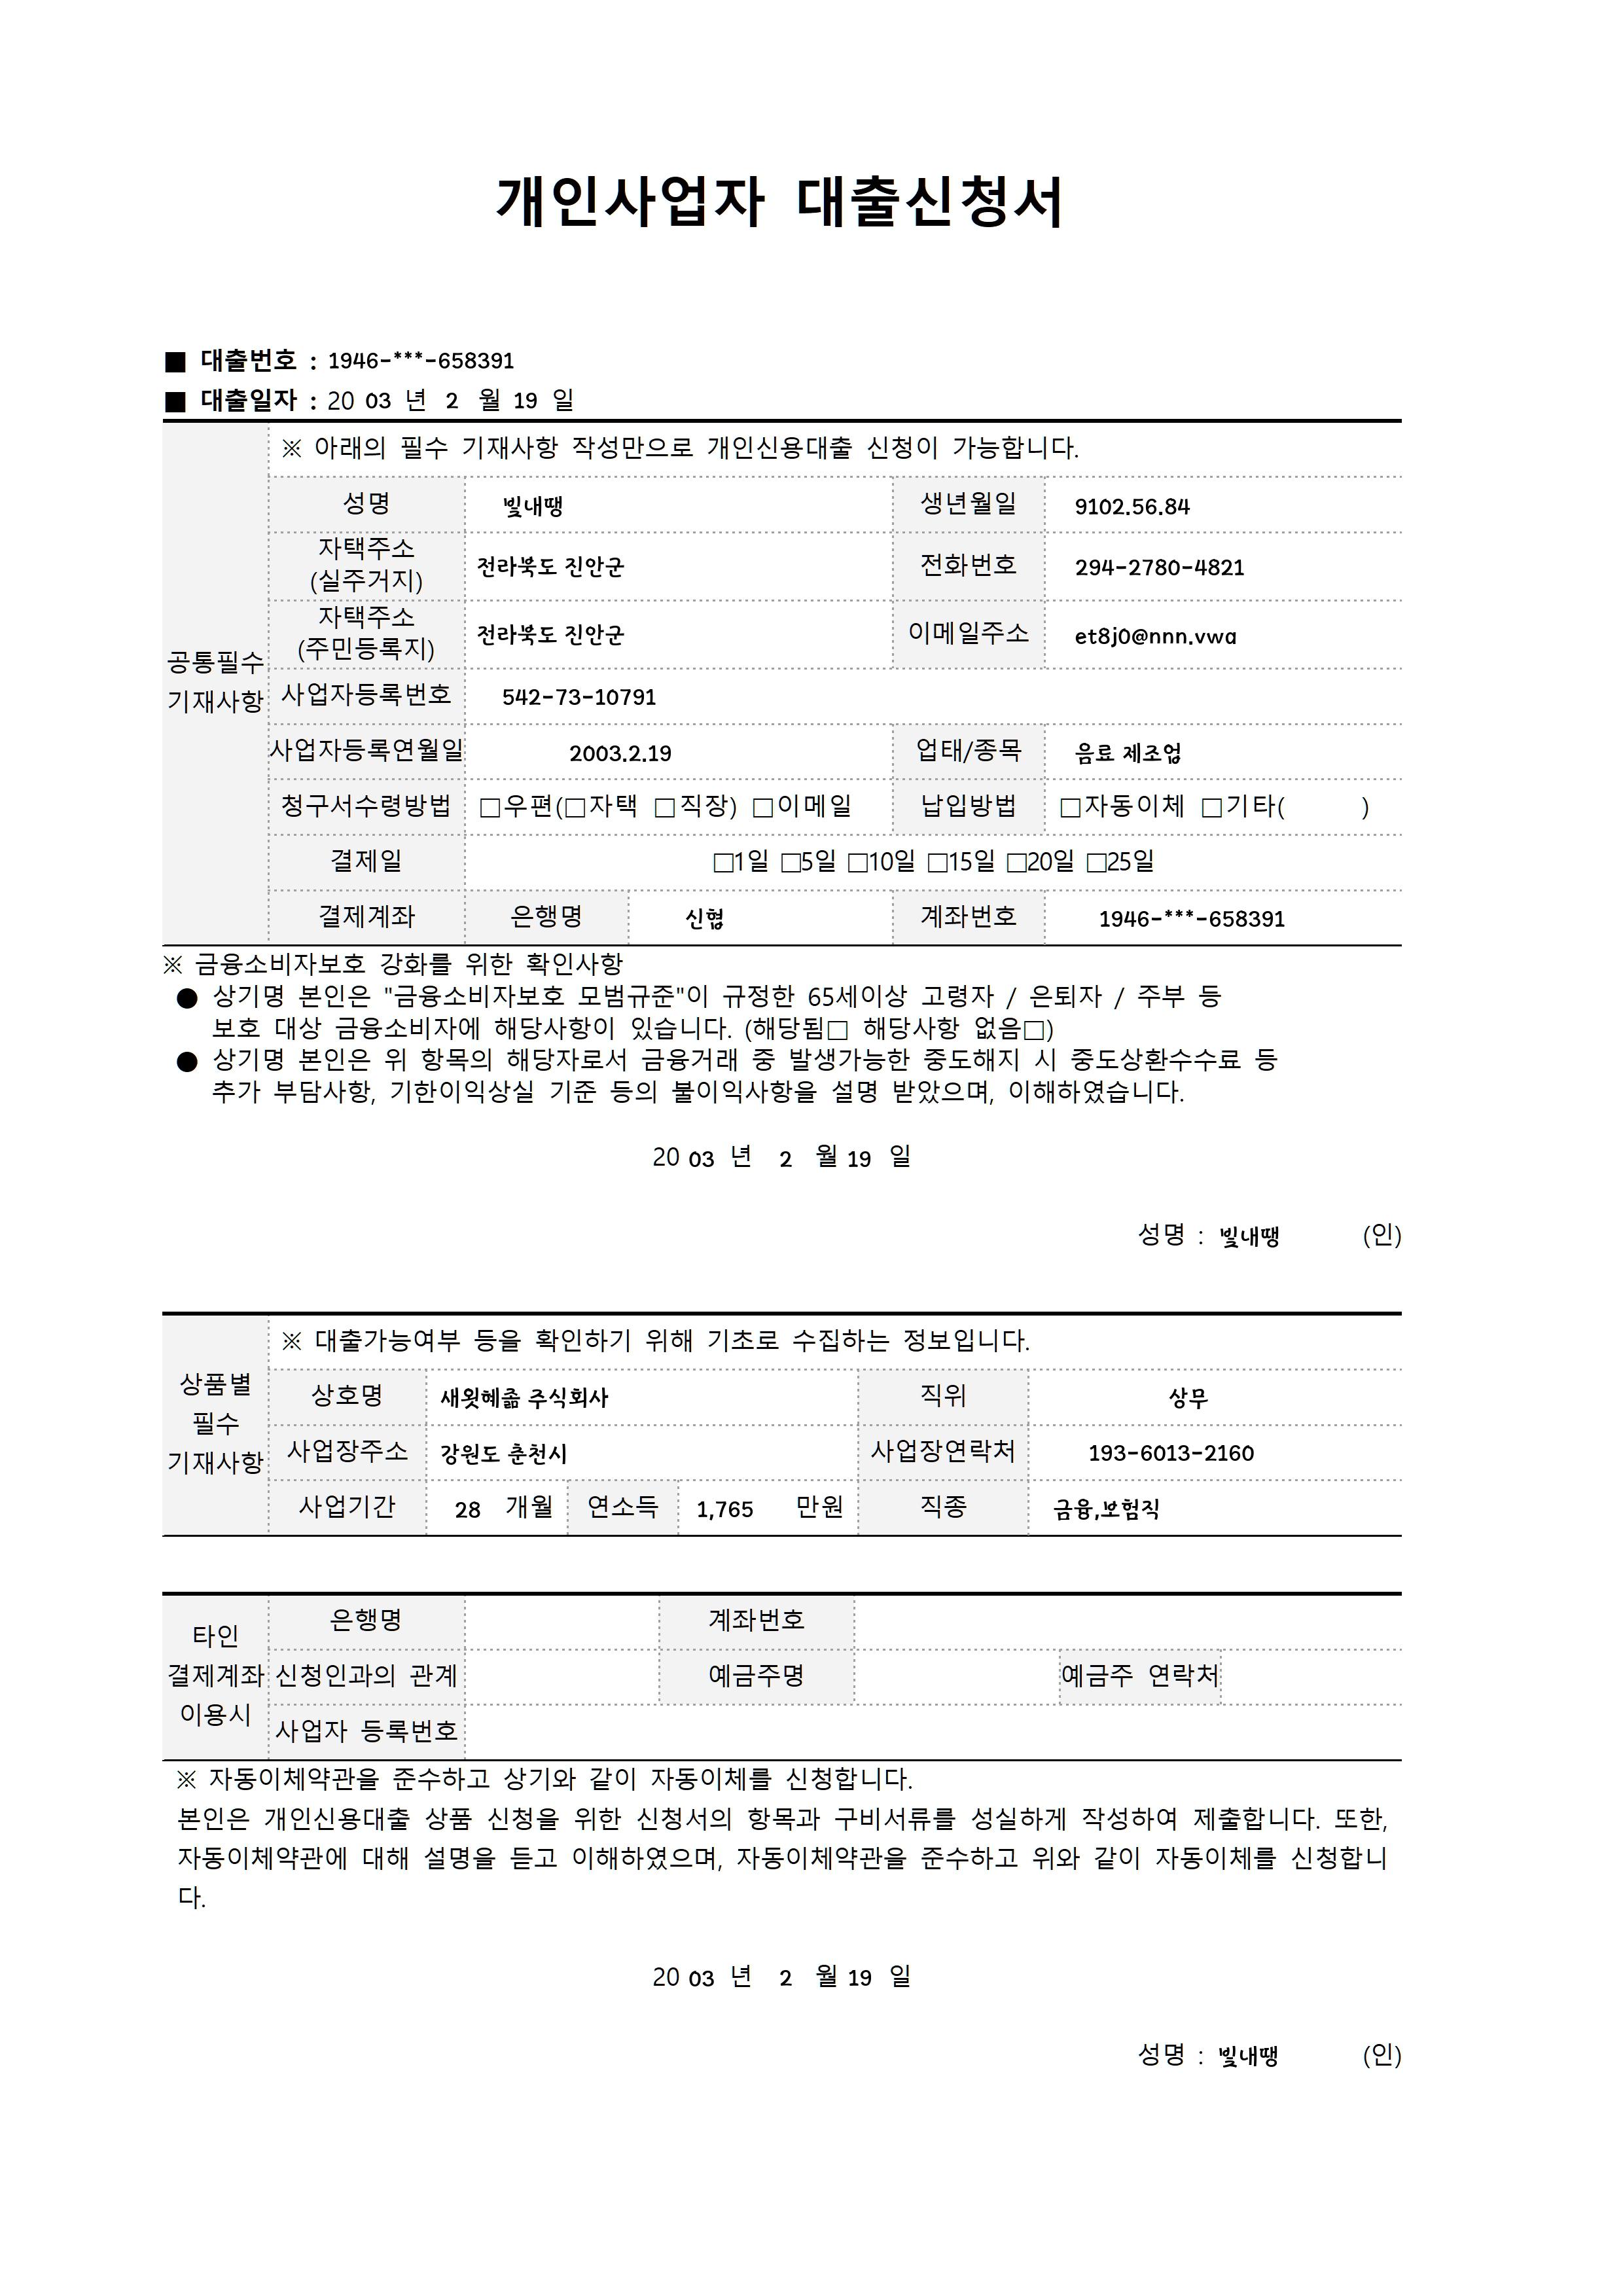 개인사업자 대출신청서
■ 대출번호 : 1946-***-658391
■ 대출일자 : 20 03 년 2 월 19 일
공통필수 기재사항
※ 아래의 필수 기재사항 작성만으로 개인신용대출 신청이 가능합니다.
성명 빛내땡 생년월일 9102.56.84
자택주소 (실주거지) 전라북도 진안군 전화번호 294-2780-4821
자택주소 (주민등록지) 전라북도 진안군 이메일주소 et8j0@nnn.vwa
사업자등록번호 542-73-10791
사업자등록연월일 2003.2.19 업태/종목 음료 제조업
청구서수령방법 □우편(□자택 □직장) □이메일 납입방법 □자동이체 □기타( )
결제일 □1일 □5일 □10일 □15일 □20일 □25일
결제계좌 은행명 신협 계좌번호 1946-***-658391
※ 금융소비자보호 강화를 위한 확인사항
● 상기명 본인은 "금융소비자보호 모범규준"이 규정한 65세이상 고령자 / 은퇴자 / 주부 등
보호 대상 금융소비자에 해당사항이 있습니다. (해당됨□ 해당사항 없음□)
● 상기명 본인은 위 항목의 해당자로서 금융거래 중 발생가능한 중도해지 시 중도상환수수료 등
추가 부담사항, 기한이익상실 기준 등의 불이익사항을 설명 받았으며, 이해하였습니다.
20 03 년 2 월 19 일
성명 : 빛내땡 (인)
상품별 필수 기재사항
※ 대출가능여부 등을 확인하기 위해 기초로 수집하는 정보입니다.
상호명 주식회사 직위 상무
사업장주소 강원도 춘천시 사업장연락처 193-6013-2160
사업기간 28 개월 연소득 1,765 만원 직종 금융,보험직
타인 결제계좌 이용시
은행명 계좌번호
신청인과의 관계 예금주명 예금주 연락처
사업자 등록번호
※ 자동이체약관을 준수하고 상기와 같이 자동이체를 신청합니다.
본인은 개인신용대출 상품 신청을 위한 신청서의 항목과 구비서류를 성실하게 작성하여 제출합니다. 또한,
자동이체약관에 대해 설명을 듣고 이해하였으며, 자동이체약관을 준수하고 위와 같이 자동이체를 신청합니
다.
20 03 년 2 월 19 일
성명 : 빛내땡 (인)